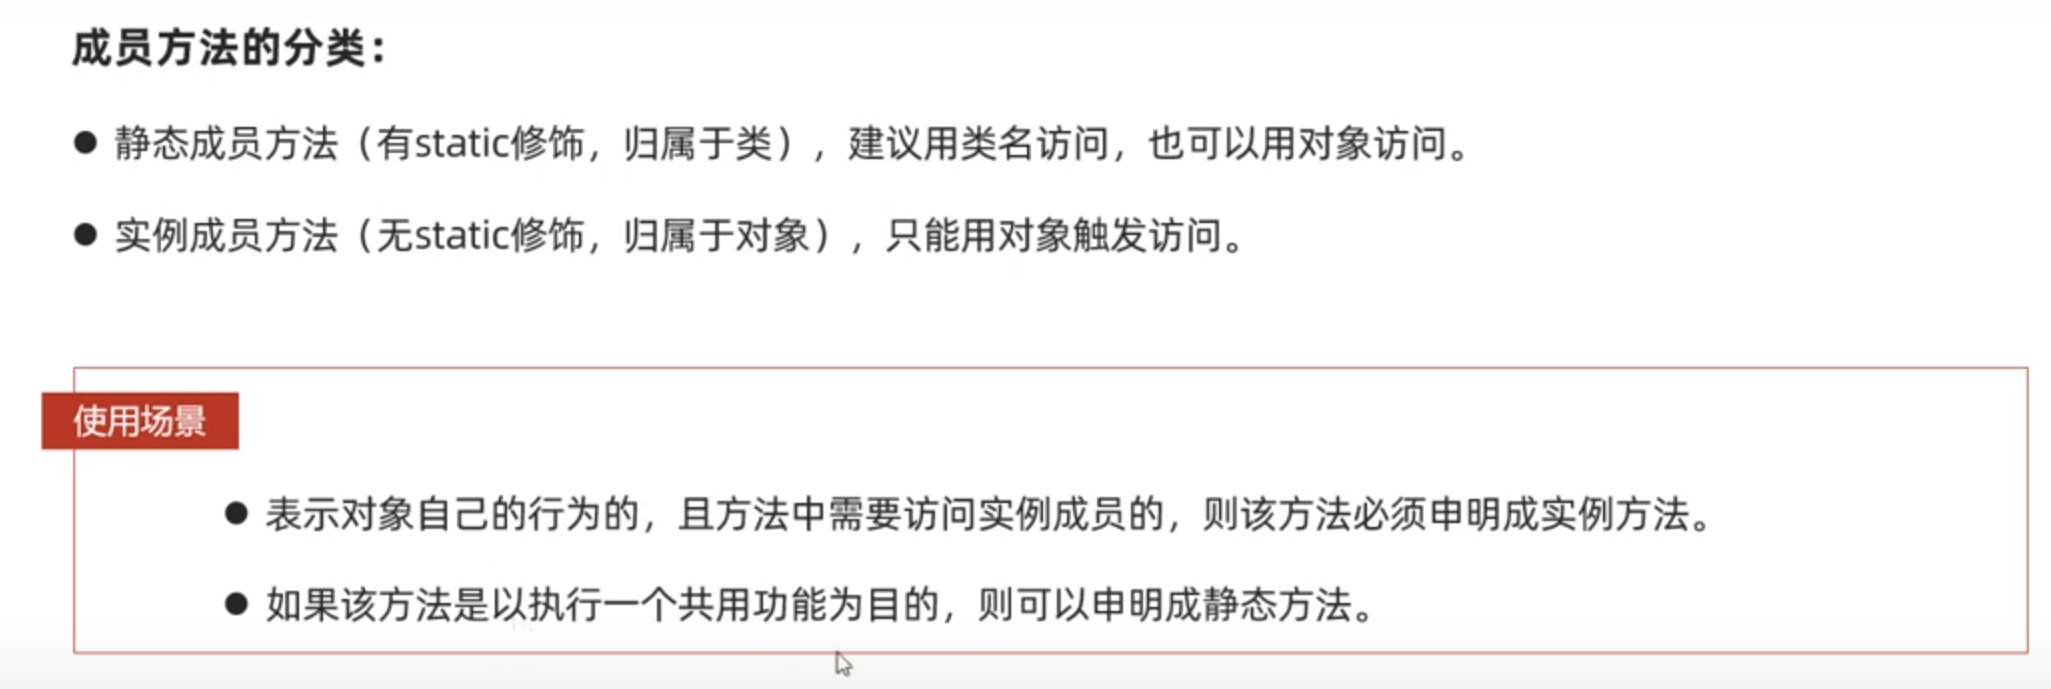 成员方法的分类：
● 静态成员方法（有static修饰，归属于类），建议用类名访问，也可以用对象访问。
● 实例成员方法（无static修饰，归属于对象），只能用对象触发访问。
使用场景
● 表示对象自己的行为的，且方法中需要访问实例成员的，则该方法必须申明成实例方法。
● 如果该方法是以执行一个共用功能为目的，则可以申明成静态方法。